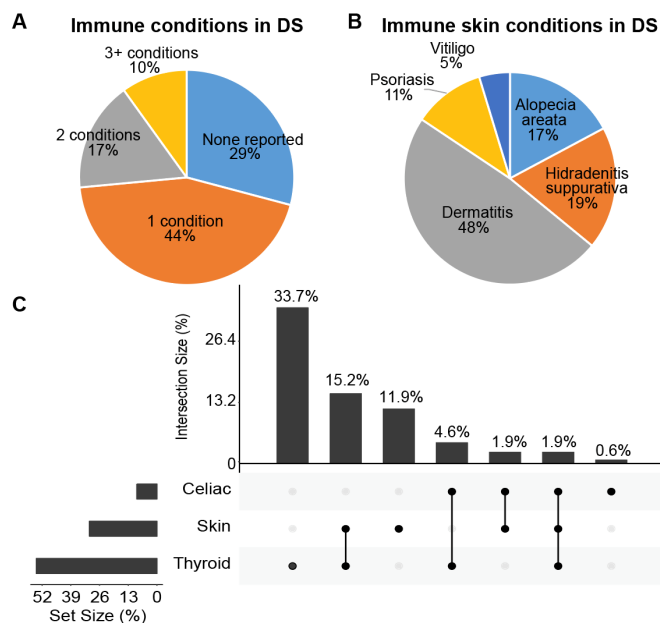 A
Immune conditions in DS
3+ conditions
10%
2 conditions
17%
None reported
29%
1 condition
44%
B
Immune skin conditions in DS
Vitiligo
5%
Psoriasis
11%
Alopecia
areata
17%
Hidradenitis
suppurativa
19%
Dermatitis
48%
C
Intersection Size (%)
26.4
13.2
0
33.7%
15.2%
11.9%
4.6%
1.9%
1.9%
0.6%
Celiac
Skin
Thyroid
52 39 26 13 0
Set Size (%)